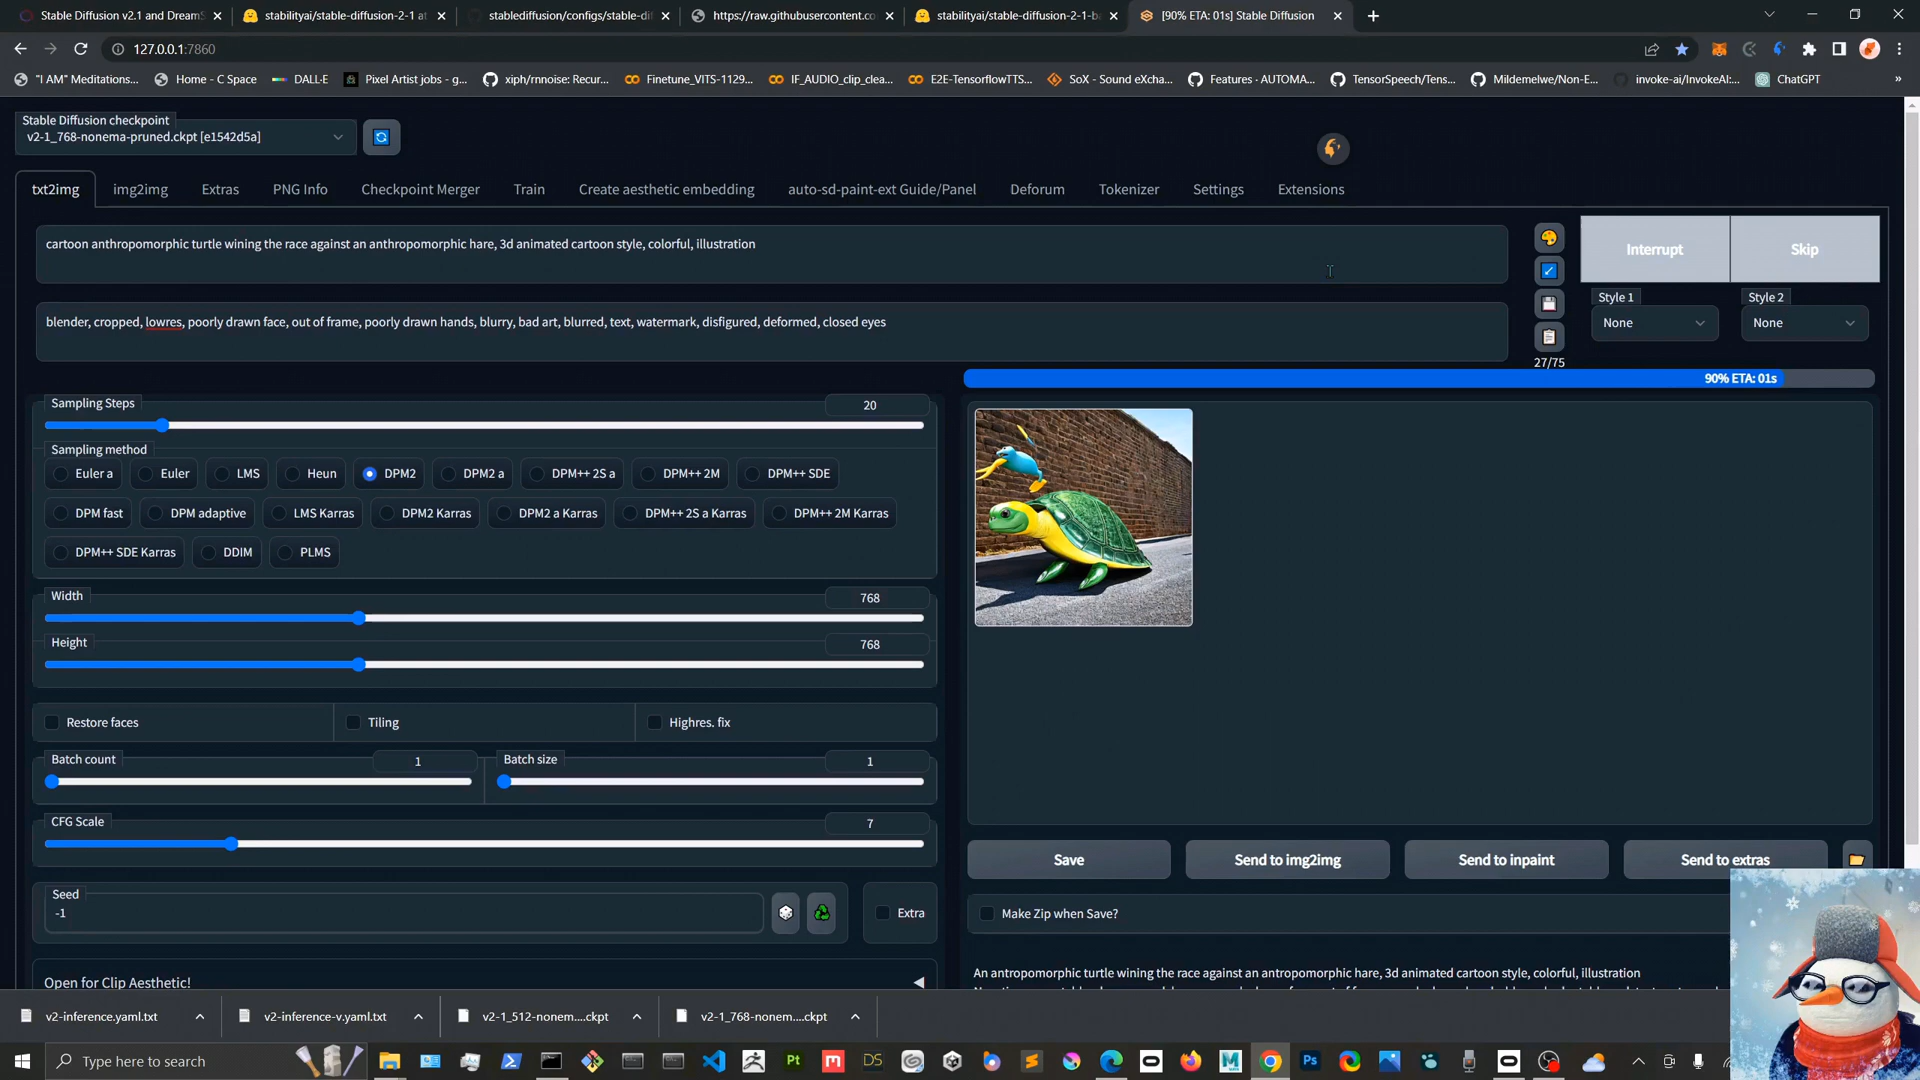 Stable Diffusion v2.1 and DreamS
stabilityai/stable-diffusion-2-1 at
stablediffusion/configs/stable-dif
https://raw.githubusercontent.co
stabilityai/stable-diffusion-2-1-ba
[90% ETA: 01s] Stable Diffusion
127.0.0.1:7860
"I AM" Meditations...
Home - C Space
DALL·E
Pixel Artist jobs - g...
xiph/rnnoise: Recur...
Finetune_VITS-1129...
IF_AUDIO_clip_clea...
E2E-TensorflowTTS...
SoX - Sound eXcha...
Features · AUTOMA...
TensorSpeech/Tens...
Mildemelwe/Non-E...
invoke-ai/InvokeAI:...
ChatGPT
Stable Diffusion checkpoint
v2-1_768-nonema-pruned.ckpt [e1542d5a]
txt2img
img2img
Extras
PNG Info
Checkpoint Merger
Train
Create aesthetic embedding
auto-sd-paint-ext Guide/Panel
Deforum
Tokenizer
Settings
Extensions
cartoon anthropomorphic turtle wining the race against an anthropomorphic hare, 3d animated cartoon style, colorful, illustration
Interrupt
Skip
Style 1
Style 2
None
None
blender, cropped, lowres, poorly drawn face, out of frame, poorly drawn hands, blurry, bad art, blurred, text, watermark, disfigured, deformed, closed eyes
27/75
90% ETA: 01s
Sampling Steps
20
Sampling method
Euler a
Euler
LMS
Heun
DPM2
DPM2 a
DPM++ 2S a
DPM++ 2M
DPM++ SDE
DPM fast
DPM adaptive
LMS Karras
DPM2 Karras
DPM2 a Karras
DPM++ 2S a Karras
DPM++ 2M Karras
DPM++ SDE Karras
DDIM
PLMS
Width
768
Height
768
Restore faces
Tiling
Highres. fix
Batch count
1
Batch size
1
CFG Scale
7
Seed
-1
Extra
Open for Clip Aesthetic!
Save
Send to img2img
Send to inpaint
Send to extras
Make Zip when Save?
An antropomorphic turtle wining the race against an antropomorphic hare, 3d animated cartoon style, colorful, illustration
v2-inference.yaml.txt
v2-inference-v.yaml.txt
v2-1_512-nonem....ckpt
v2-1_768-nonem....ckpt
Type here to search